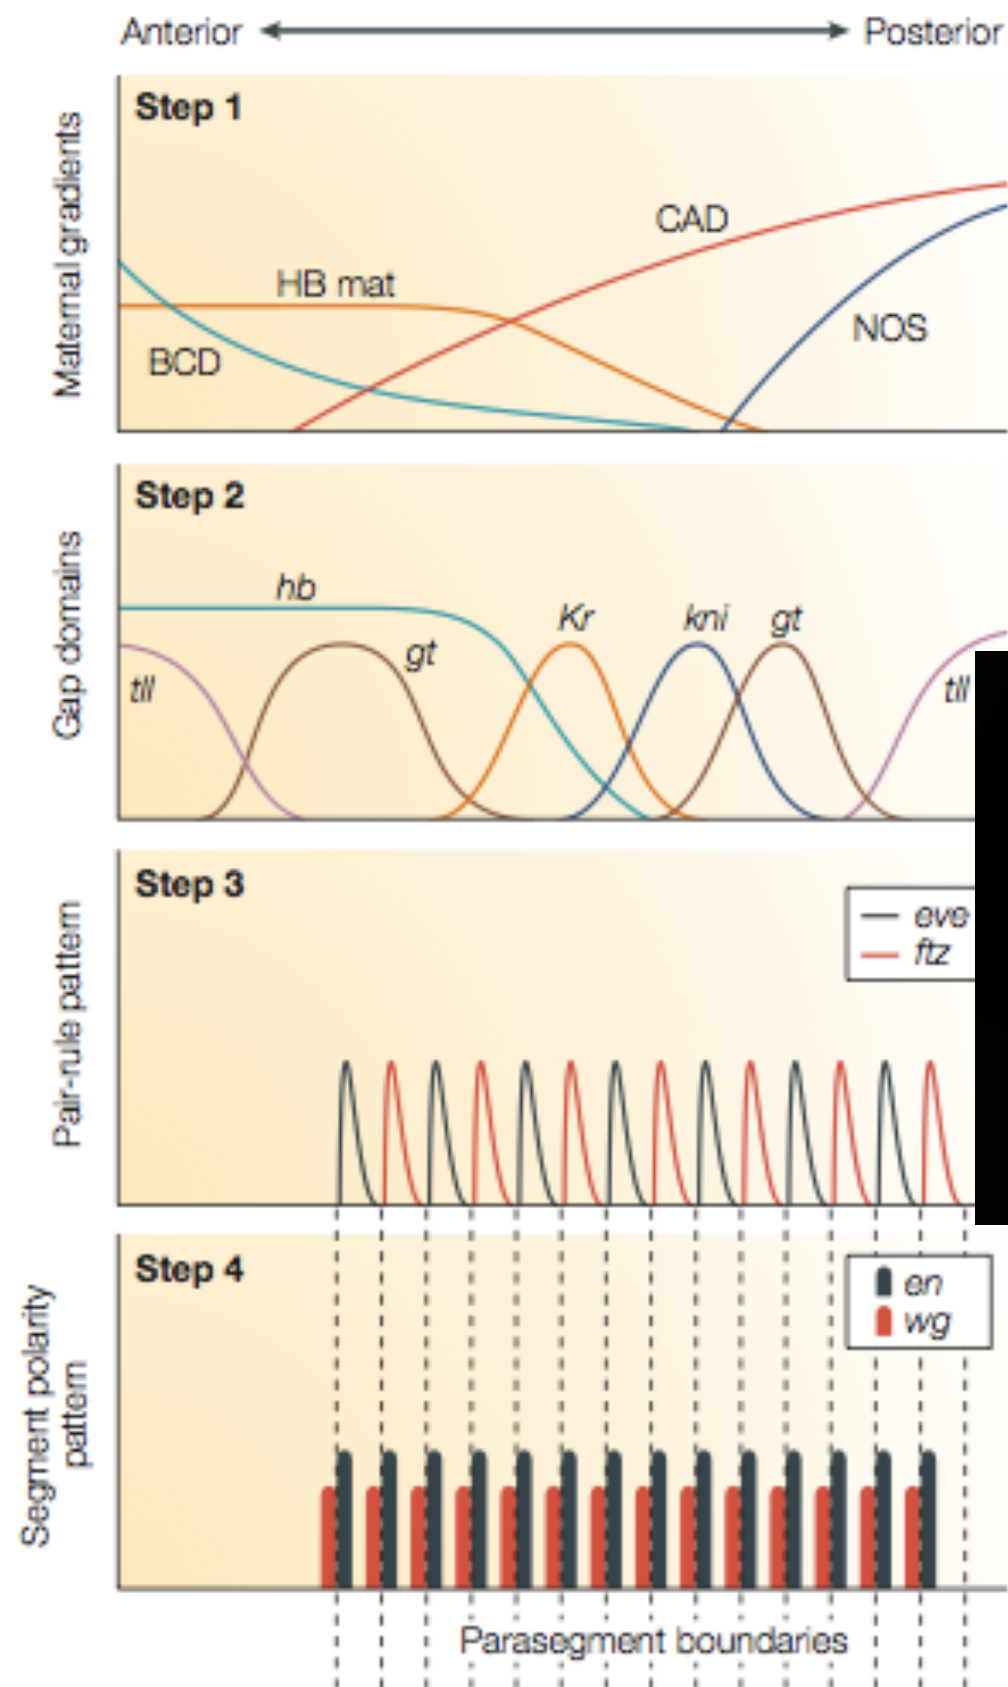 Anterior Posterior
Maternal gradients
Step 1
CAD
HB mat
NOS
BCD
Gap domains
Step 2
hb
Kr kni gt
gt
tll tll
Pair-rule pattern
Step 3
eve
ftz
Segment polarity
pattern
Step 4
en
wg
Parasegment boundaries